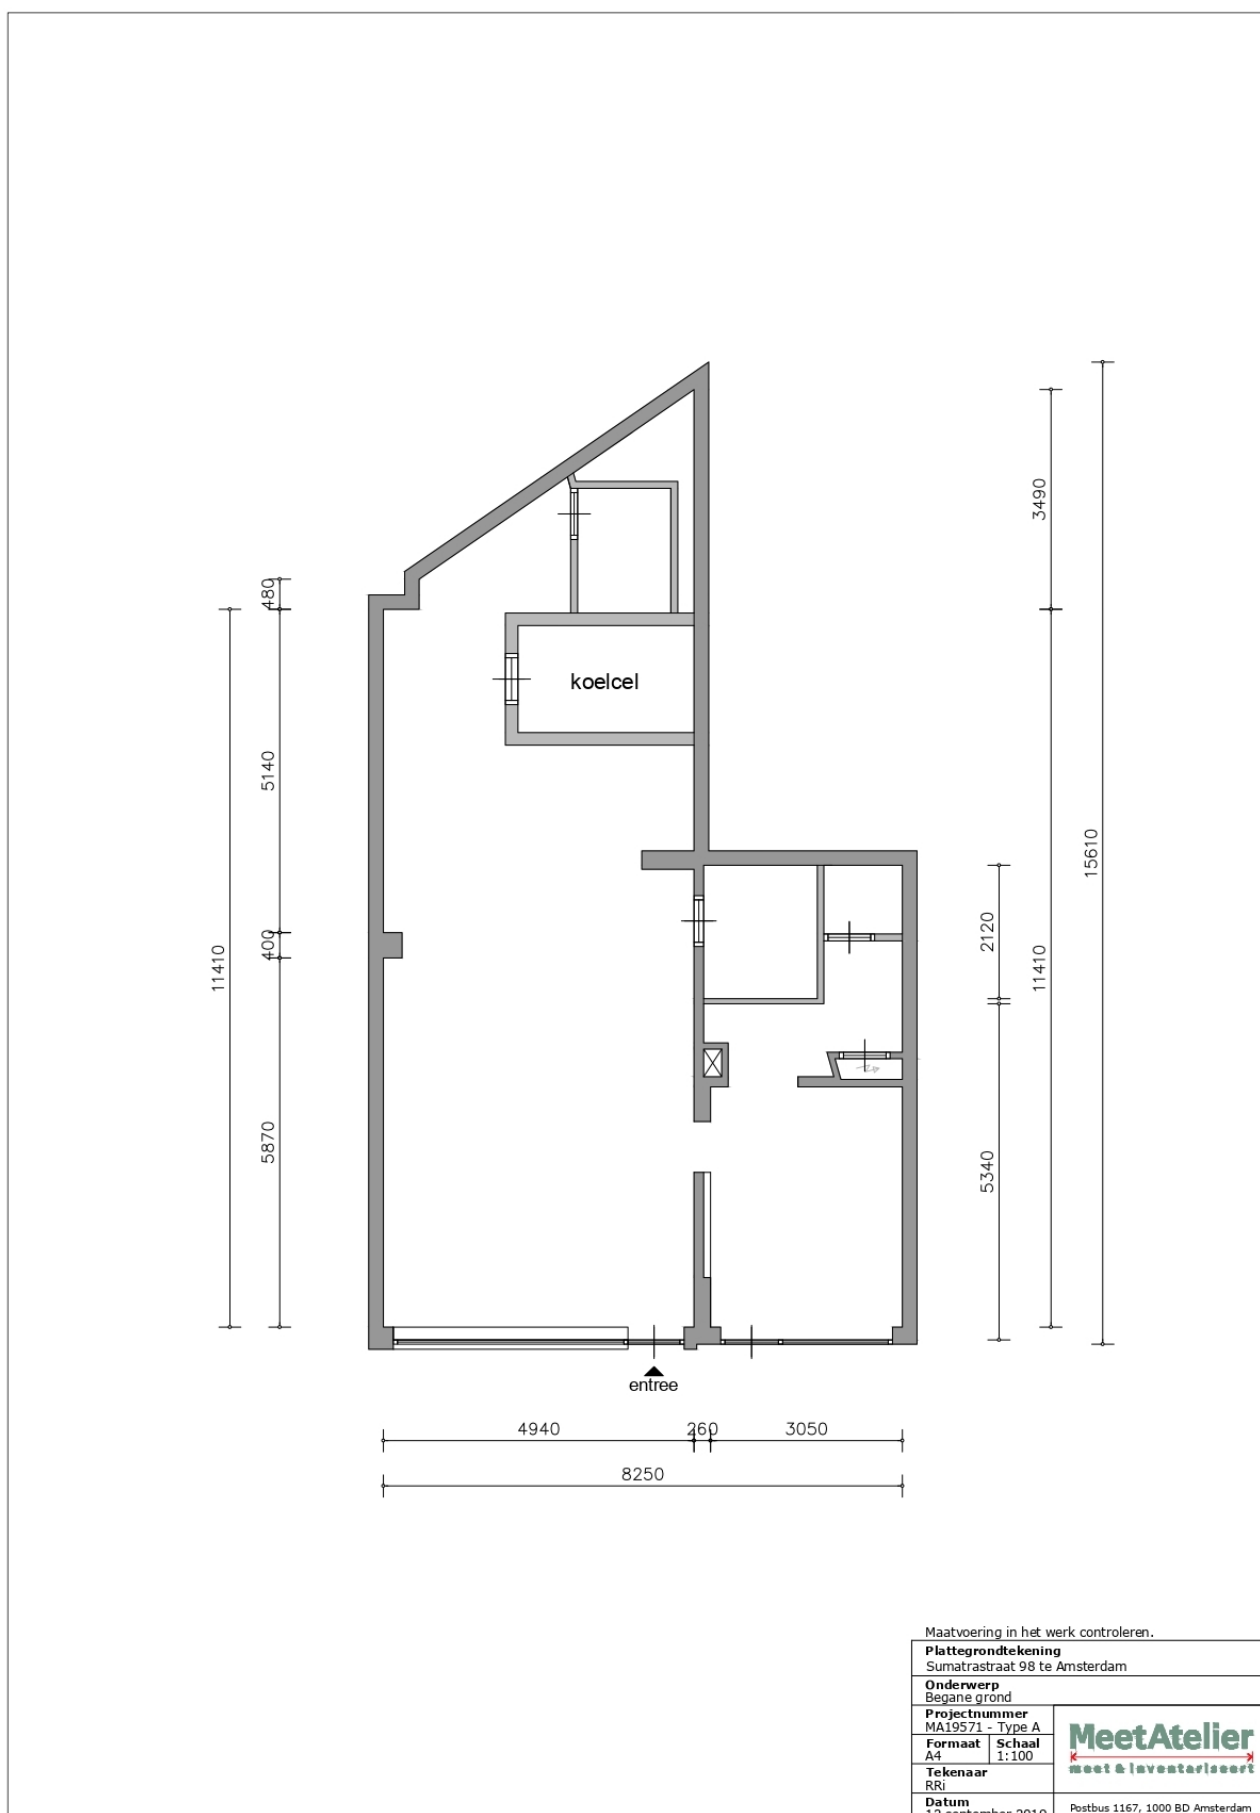 3490
480
koelcel
5140
15610
2120
400
11410
11410
5870
5340
entree
4940
260
3050
8250
Maatvoering in het werk controleren.
Plattegrondtekening
Sumatrastraat 98 te Amsterdam
Onderwerp
Begane grond
Projectnummer
MA19571 - Type A
Formaat
Schaal
A4
1:100
MeetAtelier
meet & inventariseert
Tekenaar
RRi
Datum
Postbus 1167, 1000 BD Amsterdam